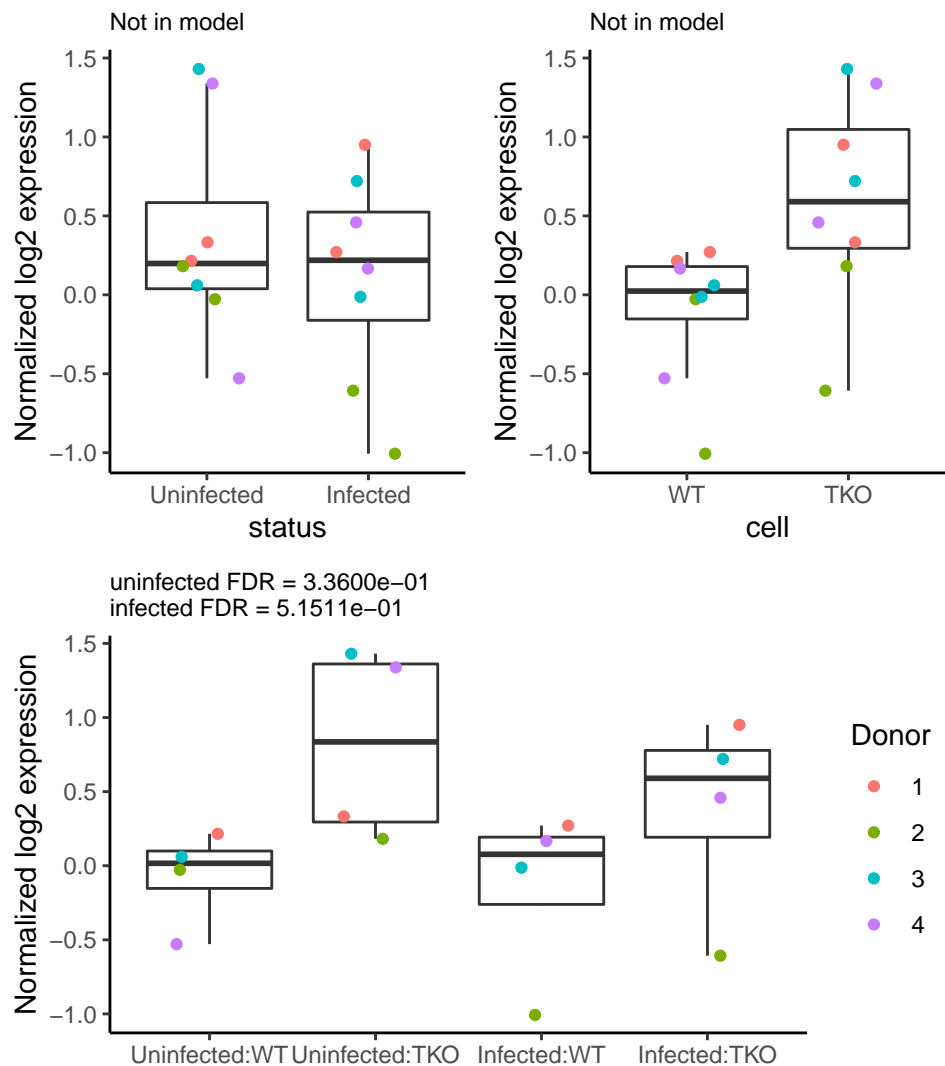 Not in model
Normalized log2 expression
1.5
1.0
0.5
0.0
−0.5
−1.0
Uninfected Infected
status
Not in model
Normalized log2 expression
1.5
1.0
0.5
0.0
−0.5
−1.0
WT TKO
cell
uninfected FDR = 3.3600e−01
infected FDR = 5.1511e−01
Normalized log2 expression
1.5
1.0
0.5
0.0
−0.5
−1.0
Uninfected:WT Uninfected:TKO Infected:WT Infected:TKO
Donor
1
2
3
4